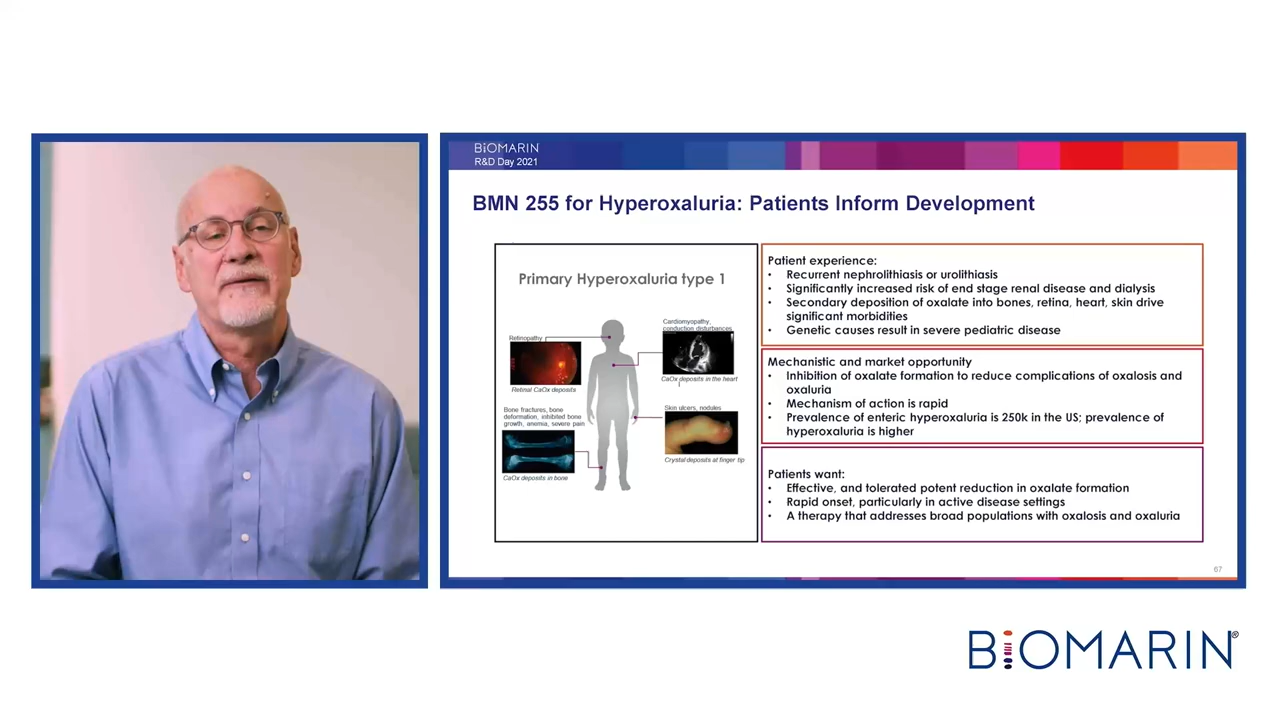 BiOMARIN
R&D Day 2021
BMN 255 for Hyperoxaluria: Patients Inform Development
Primary Hyperoxaluria type 1
Retinopathy
Retinal CaOx deposits
Cardiomyopathy,
conduction disturbances
CaOx deposits in the heart
Bone fractures, bone
deformation, inhibited bone
growth, anemia, severe pain
CaOx deposits in bone
Skin ulcers, nodules
Crystal deposits at finger tip
Patient experience:
• Recurrent nephrolithiasis or urolithiasis
• Significantly increased risk of end stage renal disease and dialysis
• Secondary deposition of oxalate into bones, retina, heart, skin drive
significant morbidities
• Genetic causes result in severe pediatric disease
Mechanistic and market opportunity
• Inhibition of oxalate formation to reduce complications of oxalosis and
oxaluria
• Mechanism of action is rapid
• Prevalence of enteric hyperoxaluria is 250k in the US; prevalence of
hyperoxaluria is higher
Patients want:
• Effective, and tolerated potent reduction in oxalate formation
• Rapid onset, particularly in active disease settings
• A therapy that addresses broad populations with oxalosis and oxaluria
67
BiOMARIN®